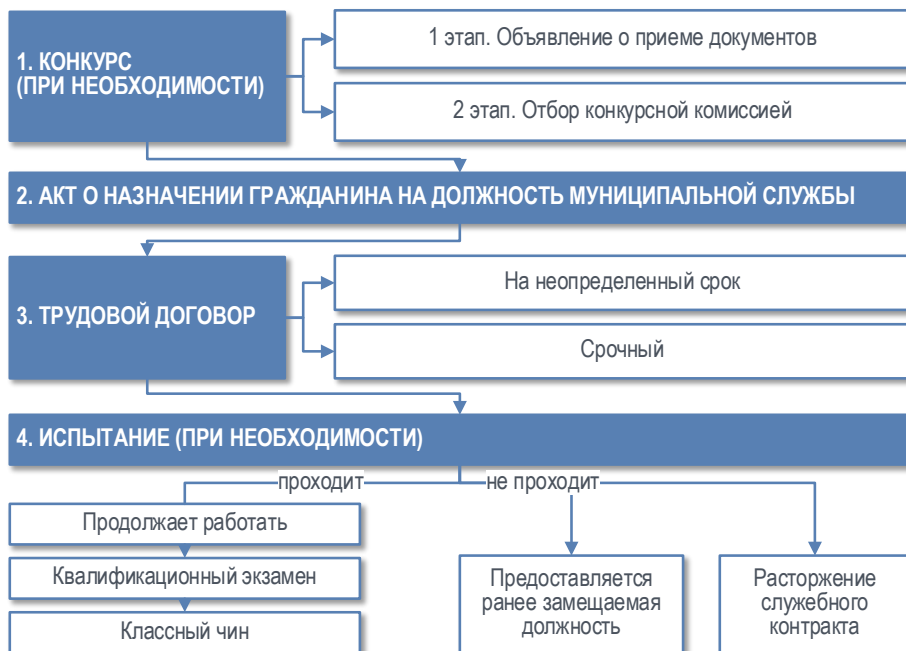 1. КОНКУРС
(ПРИ НЕОБХОДИМОСТИ)
1 этап. Объявление о приеме документов
2 этап. Отбор конкурсной комиссией
2. АКТ О НАЗНАЧЕНИИ ГРАЖДАНИНА НА ДОЛЖНОСТЬ МУНИЦИПАЛЬНОЙ СЛУЖБЫ
3. ТРУДОВОЙ ДОГОВОР
На неопределенный срок
Срочный
4. ИСПЫТАНИЕ (ПРИ НЕОБХОДИМОСТИ)
проходит
не проходит
Продолжает работать
Квалификационный экзамен
Классный чин
Предоставляется
ранее замещаемая
должность
Расторжение
служебного
контракта